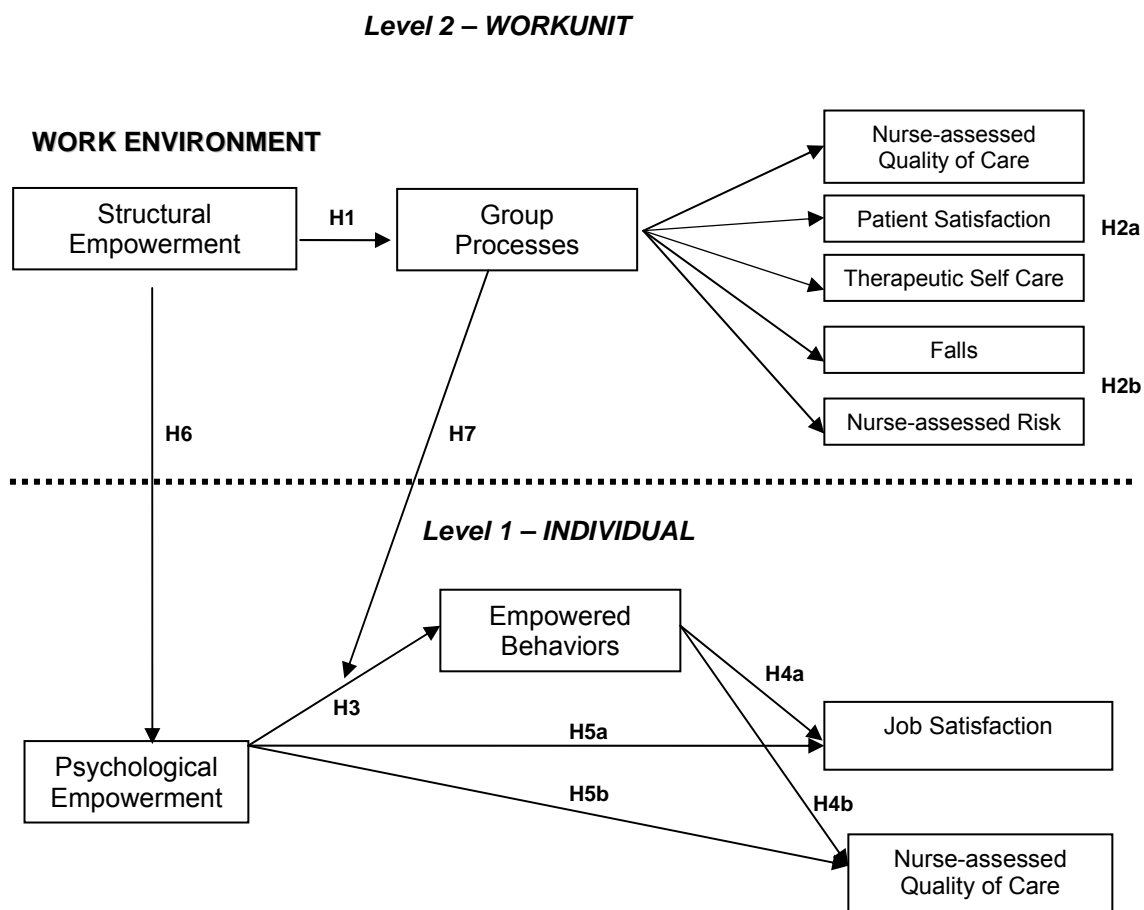 Level 2 – WORKUNIT
WORK ENVIRONMENT
Structural
Empowerment
H1
Group
Processes
Nurse-assessed
Quality of Care
Patient Satisfaction
H2a
Therapeutic Self Care
Falls
H2b
Nurse-assessed Risk
H6
H7
Level 1 – INDIVIDUAL
Empowered
Behaviors
H4a
H3
Job Satisfaction
H5a
Psychological
Empowerment
H5b
H4b
Nurse-assessed
Quality of Care